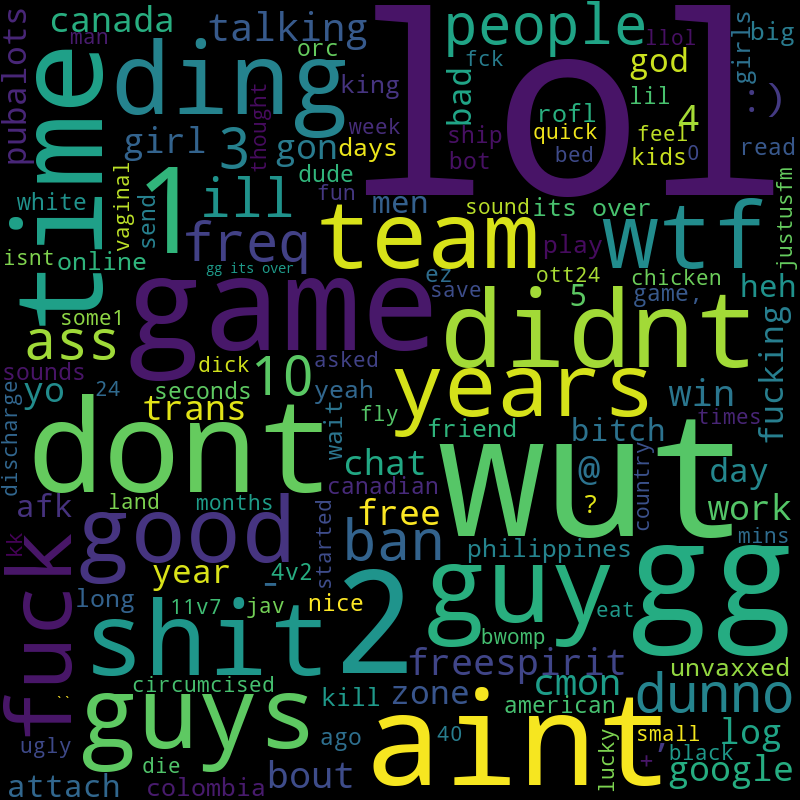 canada
man
talking
orc
people
llol
girls
big
pubalots
time
ding
lol
king
fck
bad
god
:)
lil
rofl
4
girl
3
gon
thought
week
days
ship
quick
feel
bot
bed
kids
0
read
1
dude
white
vaginal
send
ill
fun
men
sound
its over
justusfm
isnt
online
freq
team
play
wtf
gg its over
ez
ott24
chicken
heh
save
5
game,
some1
game
didnt
ass
sounds
dick
asked
years
fucking
yo
24
seconds
10
yeah
win
discharge
trans
fly
friend
bitch
times
dont
wait
chat
wut
@
country
day
canadian
afk
land
months
free
?
work
kk
good
started
ban
philippines
mins
fuck
year
-
4v2
guy
gg
long
11v7
jav
nice
2
eat
shit
bwomp
freespirit
unvaxxed
circumcised
``
guys
kill
zone
cmon
dunno
american
aint
lucky
small
log
ugly
ago
40
,
black
die
+
google
attach
colombia
bout